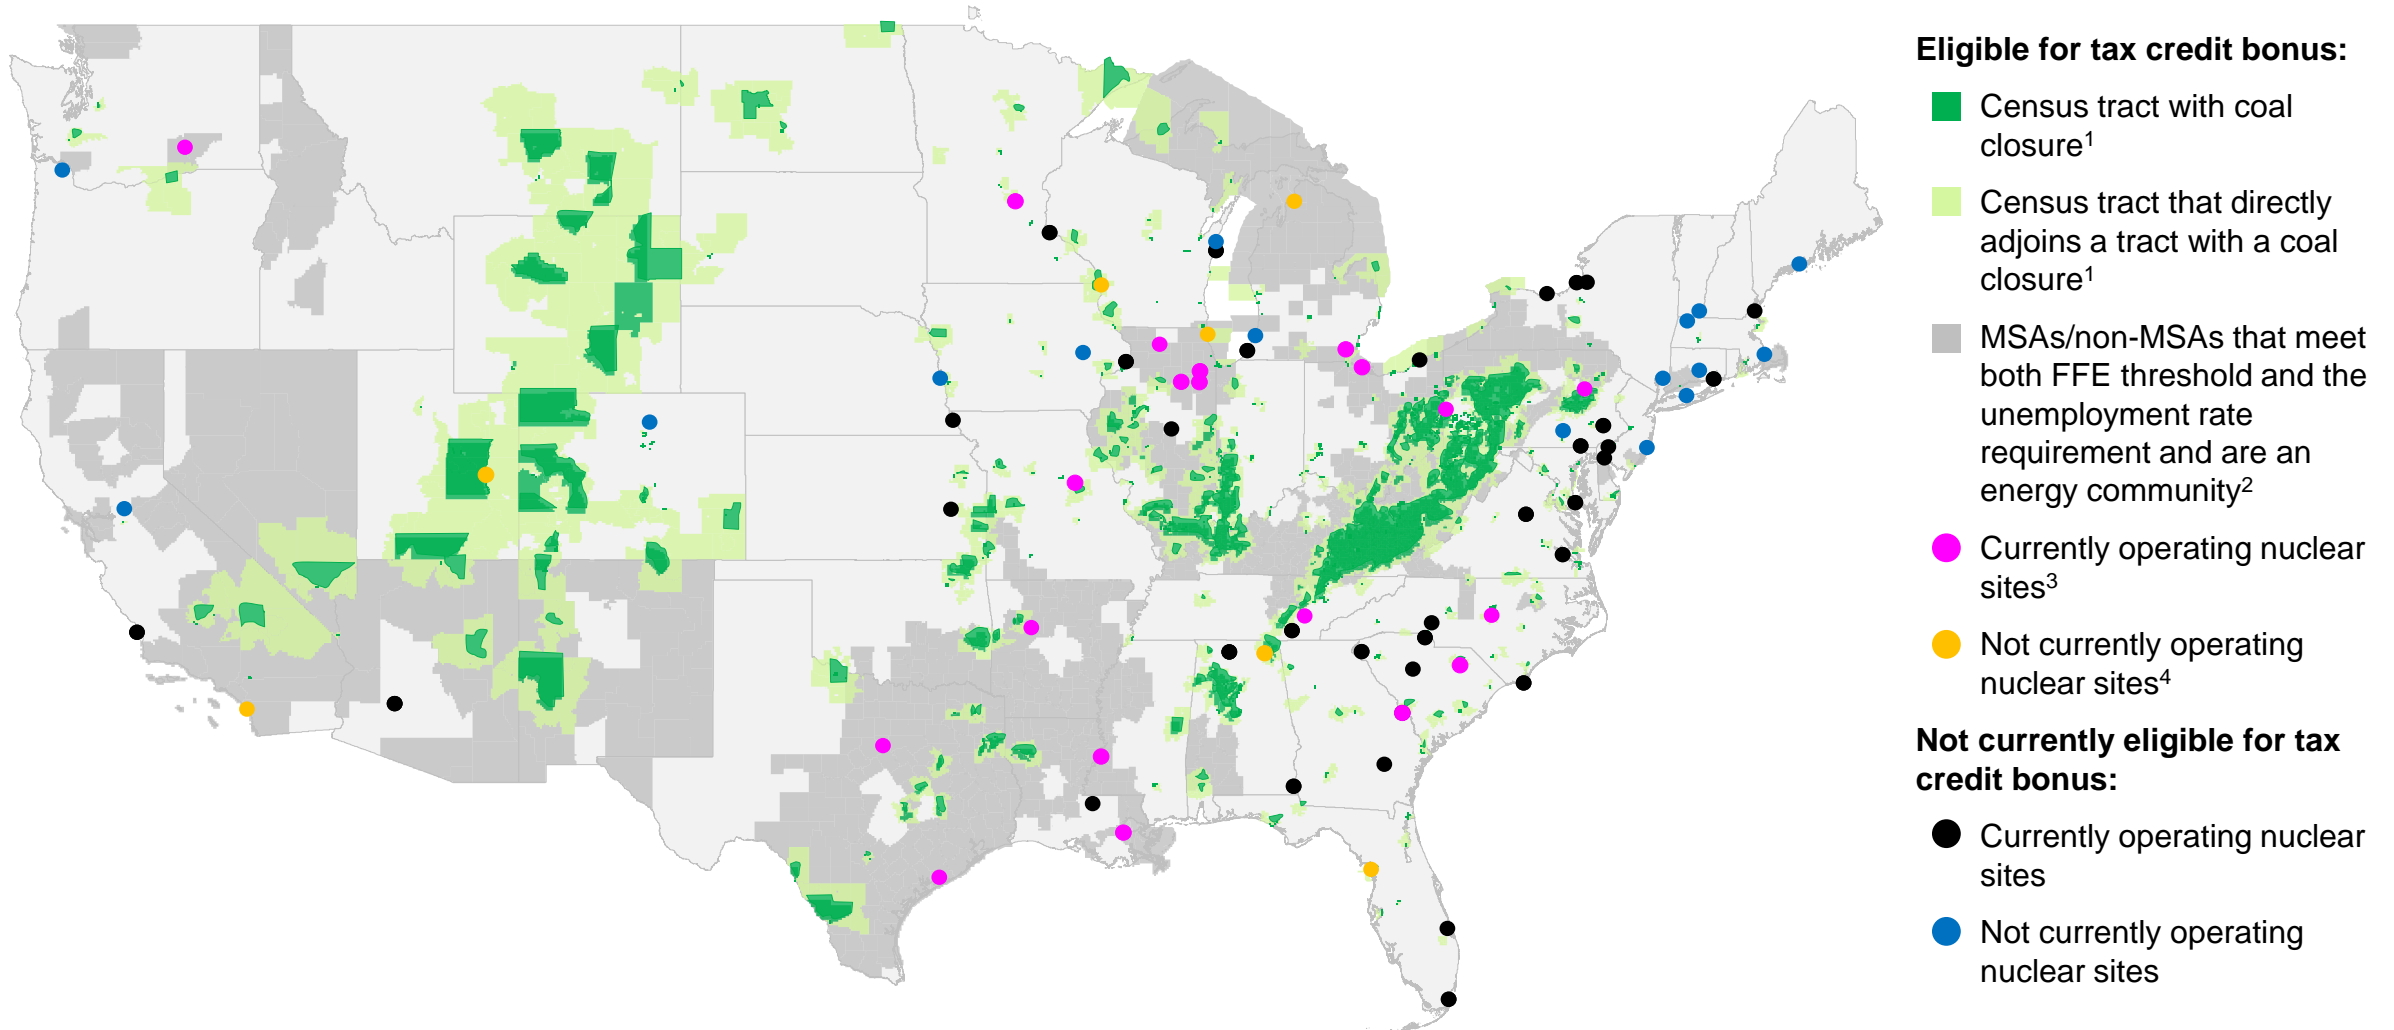 Eligible for tax credit bonus:
Census tract with coal
closure1
Census tract that directly
adjoins a tract with a coal
closure1
MSAs/non-MSAs that meet
both FFE threshold and the
unemployment rate
requirement and are an
energy community2
Currently operating nuclear
sites3
Not currently operating
nuclear sites4
Not currently eligible for tax
credit bonus:
Currently operating nuclear
sites
Not currently operating
nuclear sites